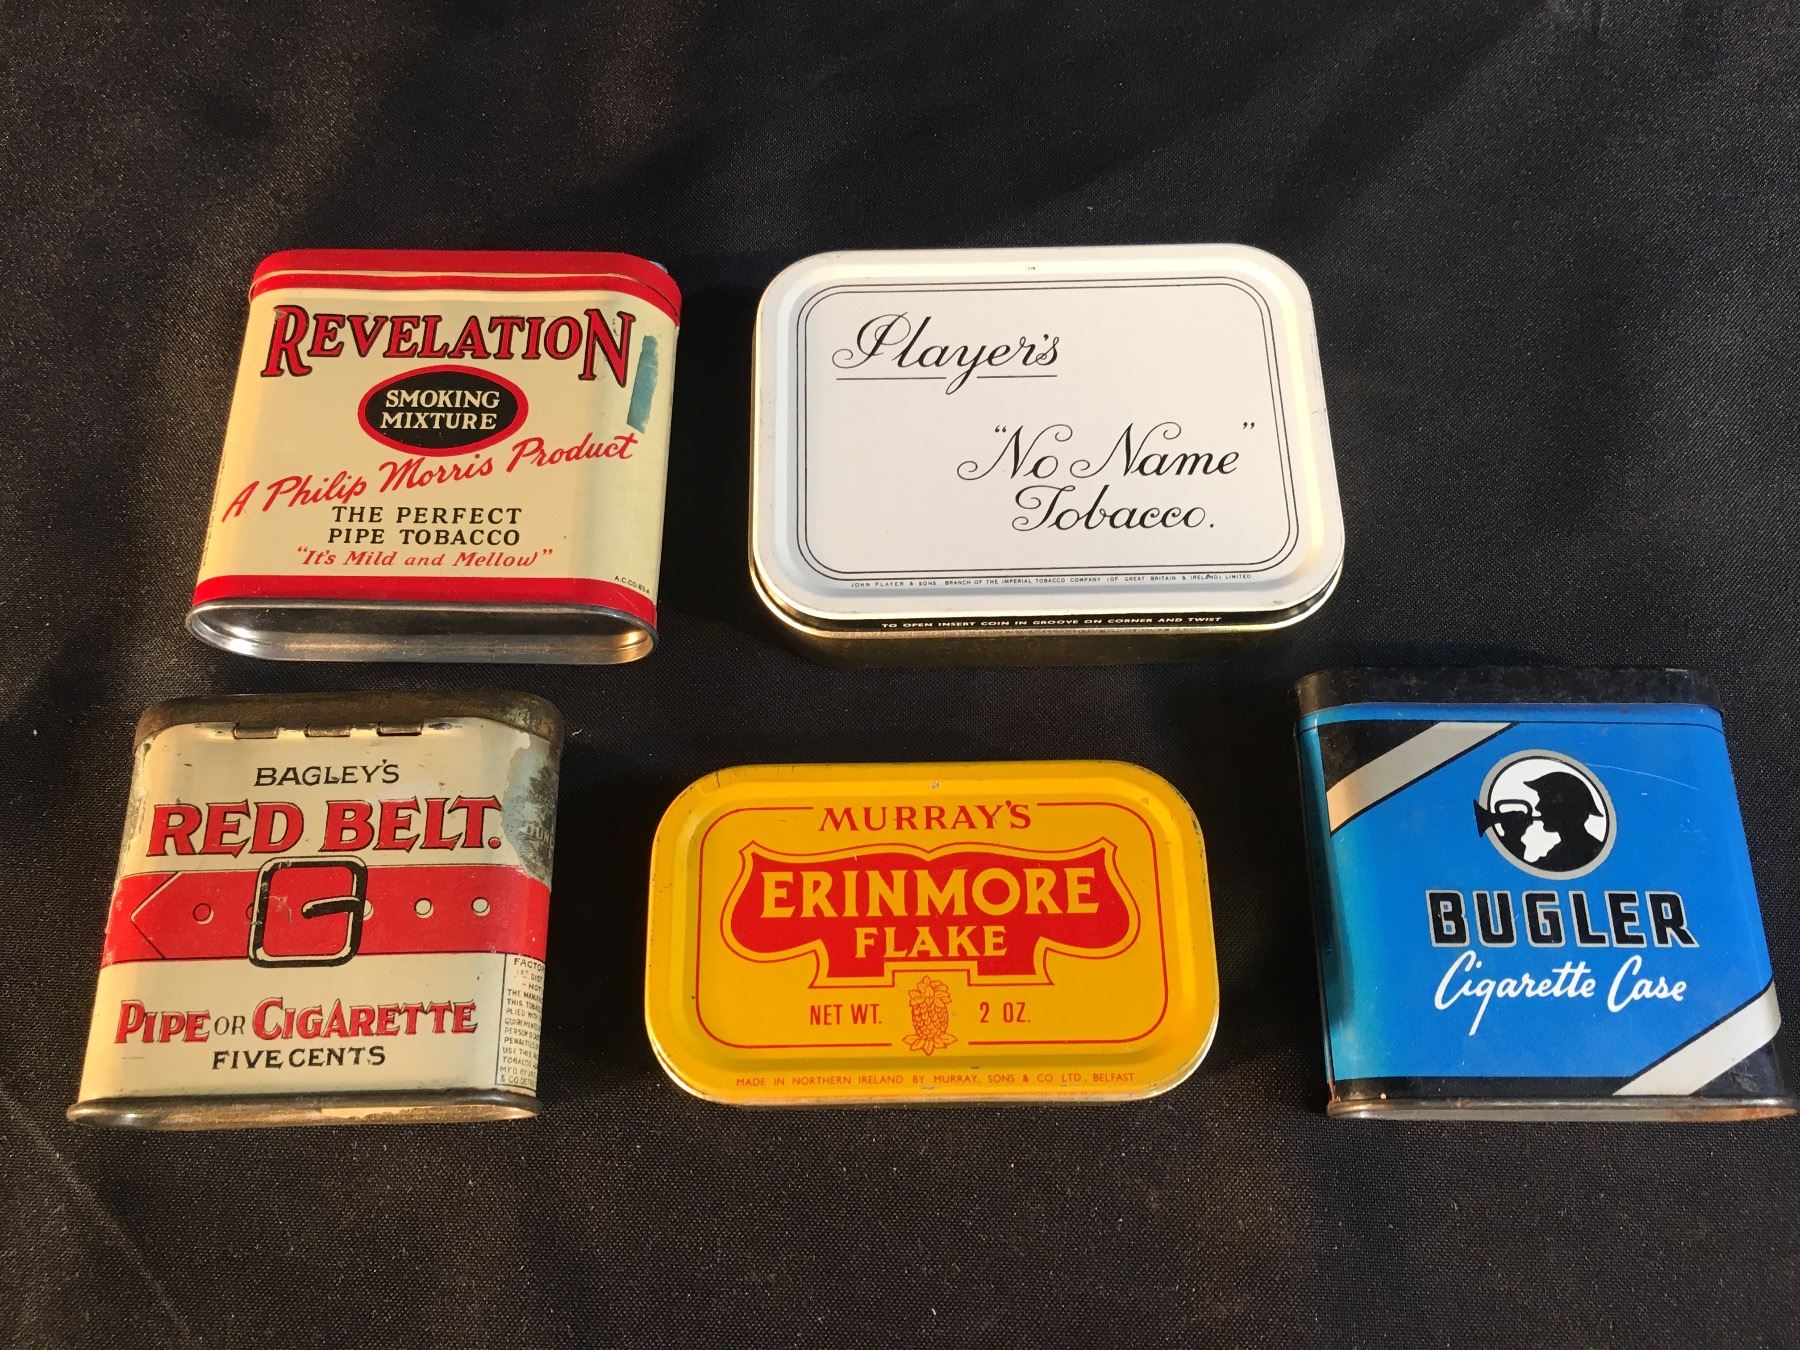 REVELATION
SMOKING
MIXTURE
A Philip Morris Product
THE PERFECT
PIPE TOBACCO
"It's Mild and Mellow"
Player's
"No Name"
Tobacco.
JOHN PLAYER & SONS BRANCH OF THE IMPERIAL TOBACCO COMPANY (OF GREAT BRITAIN & IRELAND) LIMITED
TO OPEN INSERT COIN IN GROOVE ON CORNER AND TWIST
BAGLEY'S
RED BELT.
PIPE OR CIGARETTE
FIVE CENTS
MURRAY'S
ERINMORE
FLAKE
NET WT. 2 OZ.
MADE IN NORTHERN IRELAND BY MURRAY, SONS & CO LTD., BELFAST
BUGLER
Cigarette Case